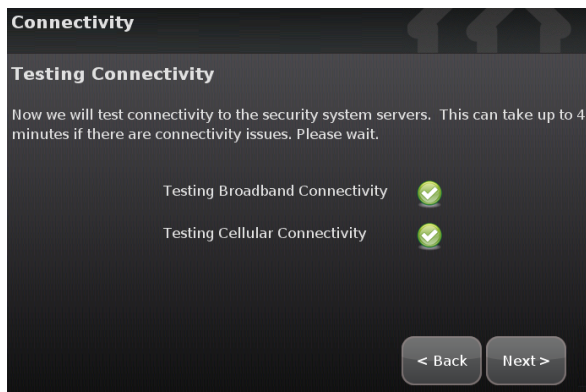 Connectivity
Testing Connectivity
Now we will test connectivity to the security system servers.  This can take up to 4
minutes if there are connectivity issues. Please wait.
Testing Broadband Connectivity
Testing Cellular Connectivity
< Back
Next >